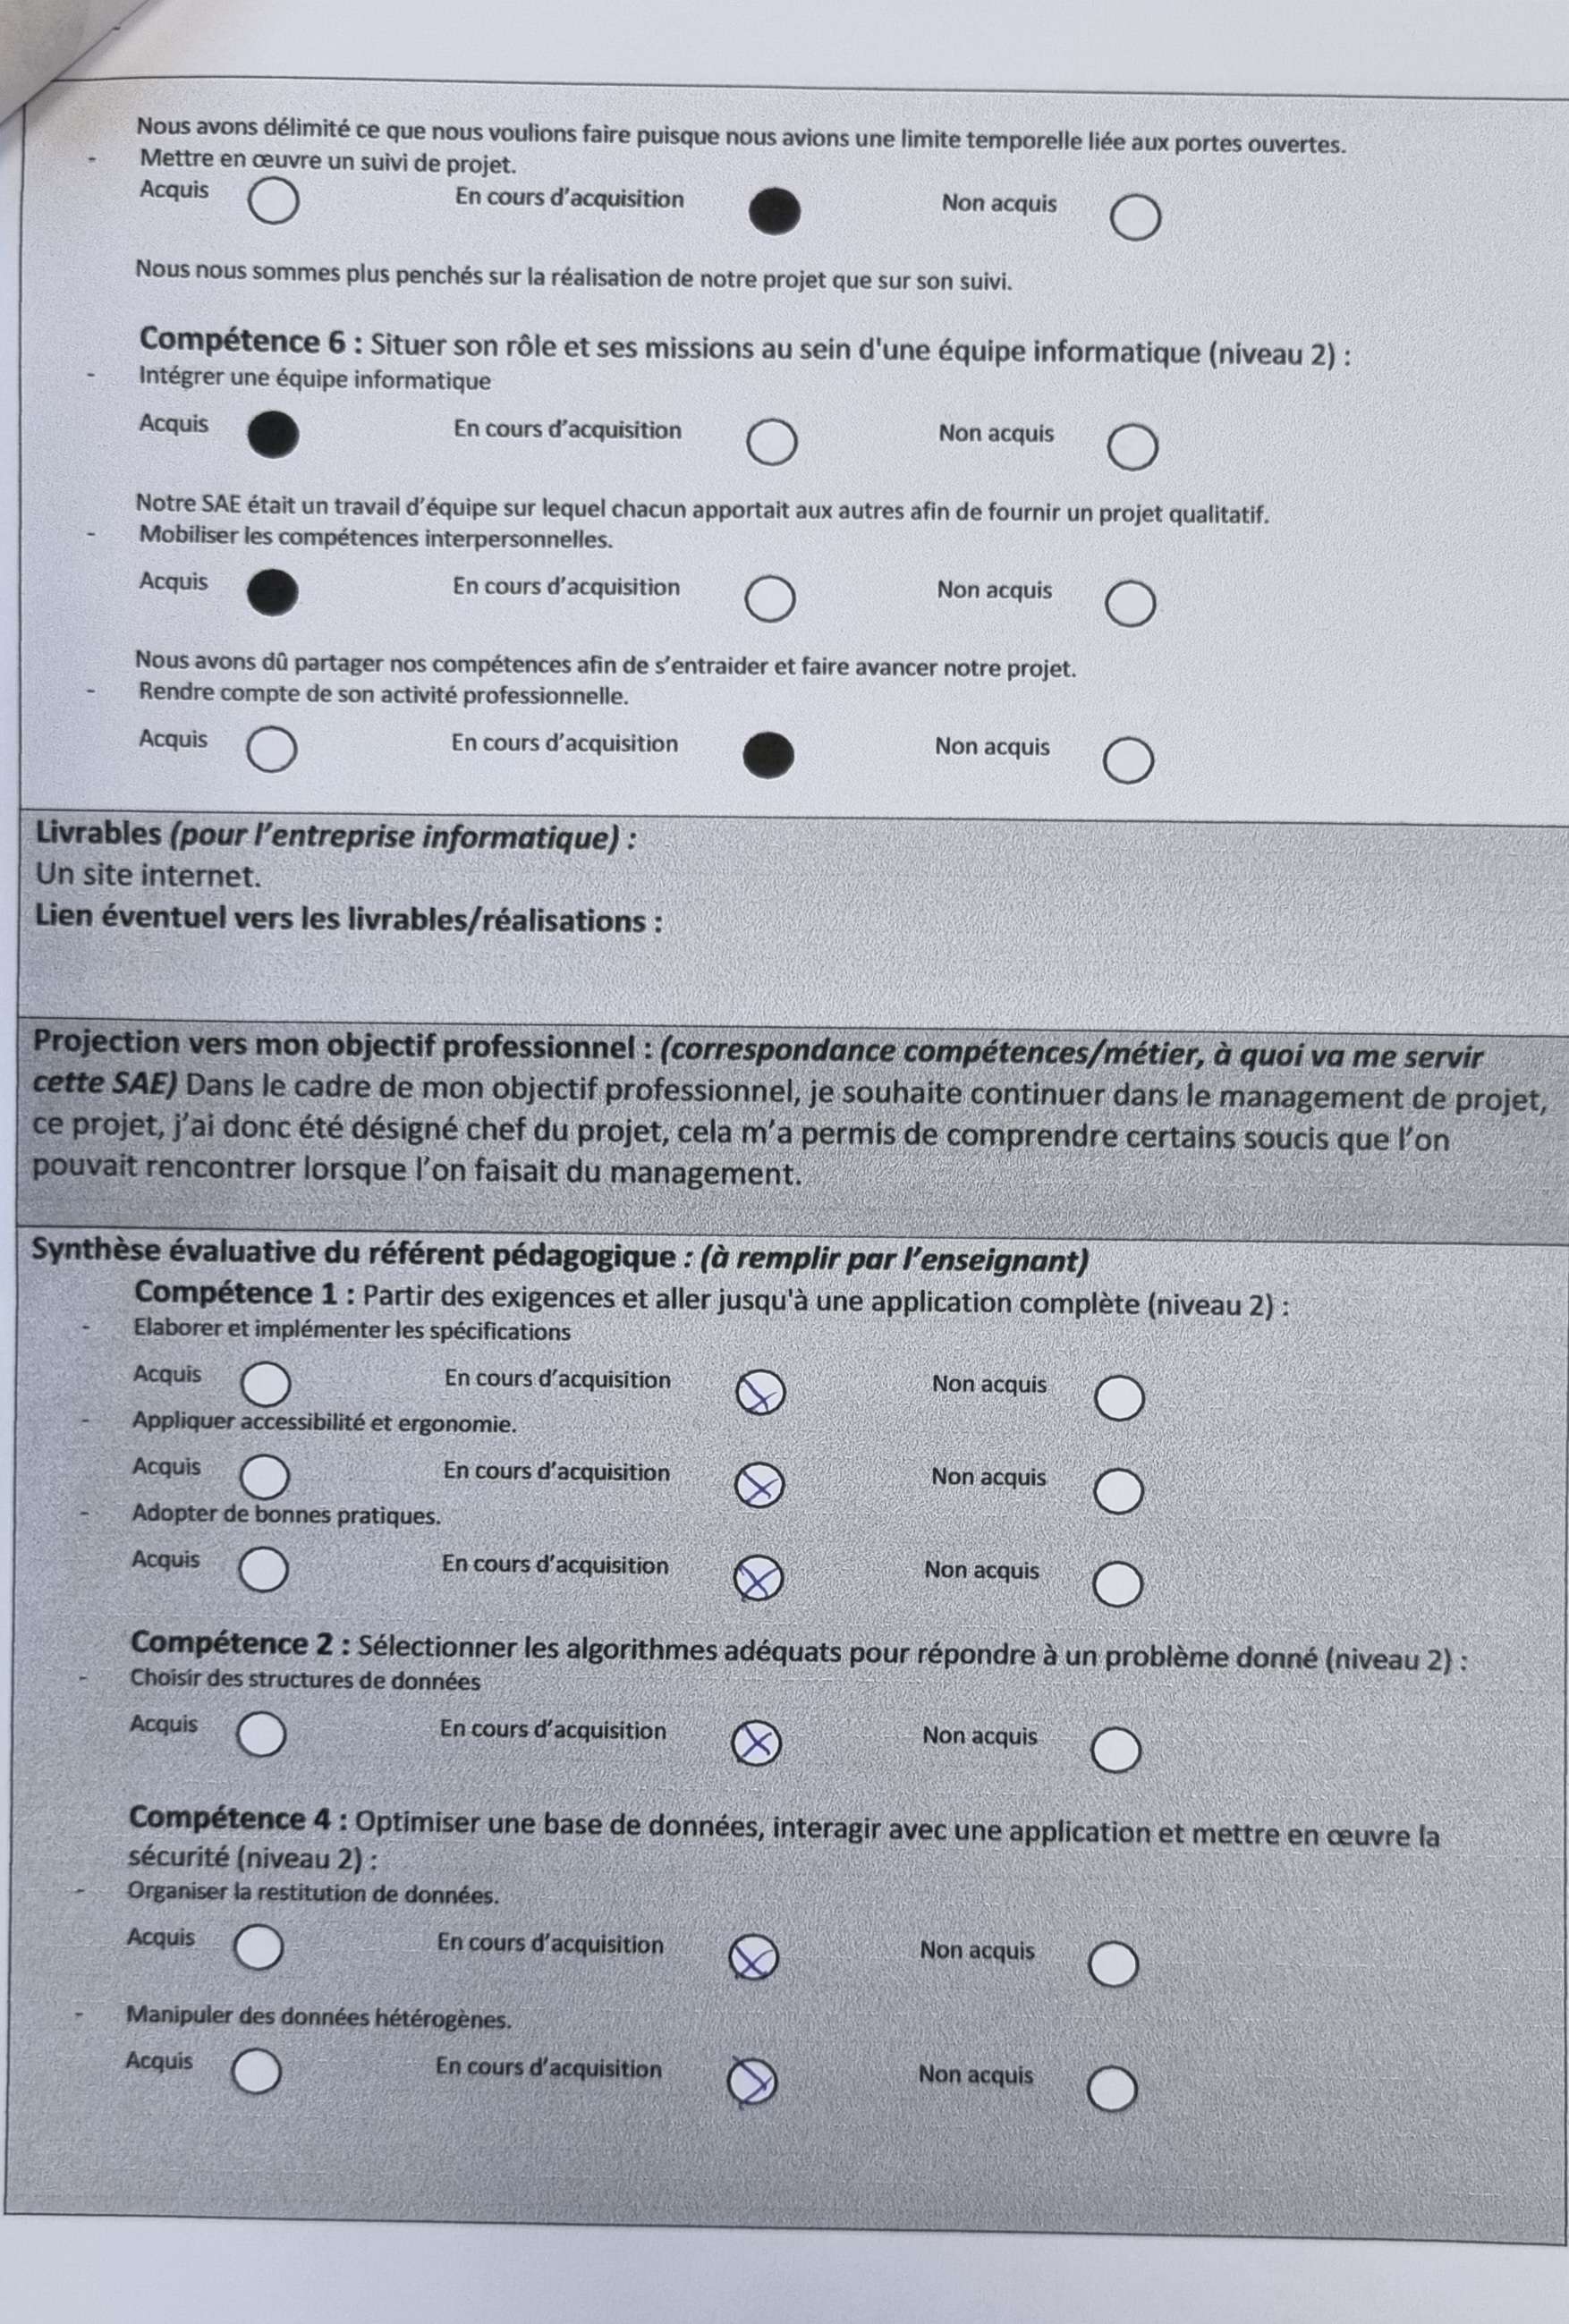 Nous avons délimité ce que nous voulions faire puisque nous avions une limite temporelle liée aux portes ouvertes.
- Mettre en œuvre un suivi de projet.
Acquis En cours d’acquisition Non acquis
Nous nous sommes plus penchés sur la réalisation de notre projet que sur son suivi.
Compétence 6 : Situer son rôle et ses missions au sein d'une équipe informatique (niveau 2) :
- Intégrer une équipe informatique
Acquis En cours d’acquisition Non acquis
Notre SAE était un travail d’équipe sur lequel chacun apportait aux autres afin de fournir un projet qualitatif.
- Mobiliser les compétences interpersonnelles.
Acquis En cours d’acquisition Non acquis
Nous avons dû partager nos compétences afin de s’entraider et faire avancer notre projet.
- Rendre compte de son activité professionnelle.
Acquis En cours d’acquisition Non acquis
Livrables (pour l’entreprise informatique) :
Un site internet.
Lien éventuel vers les livrables/réalisations :
Projection vers mon objectif professionnel : (correspondance compétences/métier, à quoi va me servir
cette SAE) Dans le cadre de mon objectif professionnel, je souhaite continuer dans le management de projet,
ce projet, j’ai donc été désigné chef du projet, cela m’a permis de comprendre certains soucis que l’on
pouvait rencontrer lorsque l’on faisait du management.
Synthèse évaluative du référent pédagogique : (à remplir par l’enseignant)
Compétence 1 : Partir des exigences et aller jusqu'à une application complète (niveau 2) :
- Elaborer et implémenter les spécifications
Acquis En cours d’acquisition Non acquis
- Appliquer accessibilité et ergonomie.
Acquis En cours d’acquisition Non acquis
- Adopter de bonnes pratiques.
Acquis En cours d’acquisition Non acquis
Compétence 2 : Sélectionner les algorithmes adéquats pour répondre à un problème donné (niveau 2) :
- Choisir des structures de données
Acquis En cours d’acquisition Non acquis
Compétence 4 : Optimiser une base de données, interagir avec une application et mettre en œuvre la
sécurité (niveau 2) :
- Organiser la restitution de données.
Acquis En cours d’acquisition Non acquis
- Manipuler des données hétérogènes.
Acquis En cours d’acquisition Non acquis